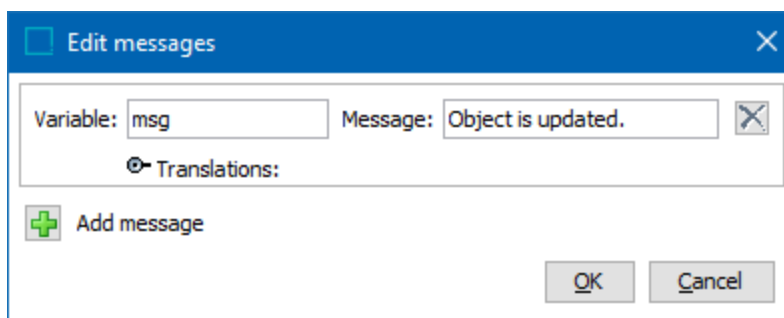 Edit messages
Variable: msg Message: Object is updated.
Translations:
Add message
OK Cancel